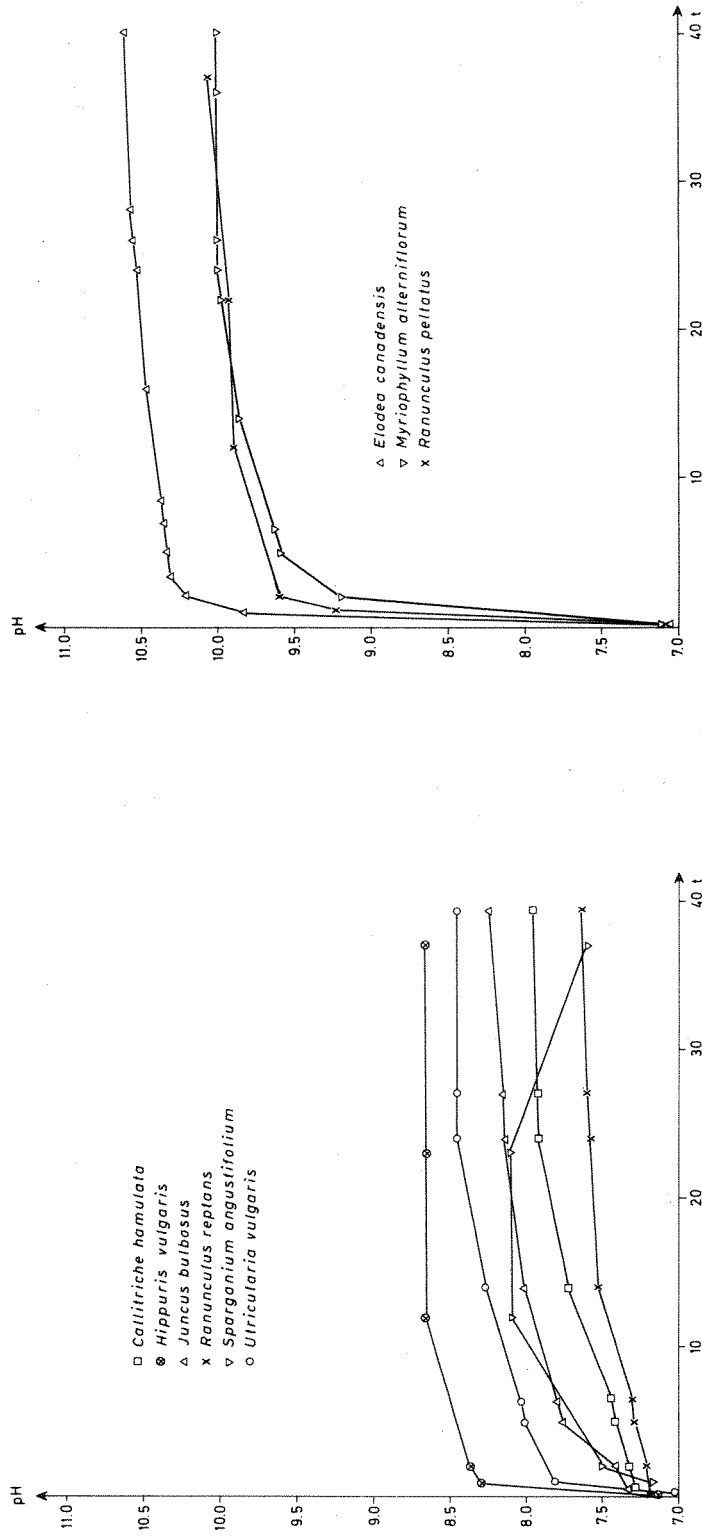 pH
11.0
10.5
10.0
9.5
9.0
8.5
8.0
7.5
7.0
10
20
30
40 t
□ Callitriche hamulata
⊗ Hippuris vulgaris
△ Juncus bulbosus
x Ranunculus reptans
▽ Sparganium angustifolium
○ Utricularia vulgaris
pH
11.0
10.5
10.0
9.5
9.0
8.5
8.0
7.5
7.0
10
20
30
40 t
△ Elodea canadensis
▽ Myriophyllum alterniflorum
x Ranunculus peltatus